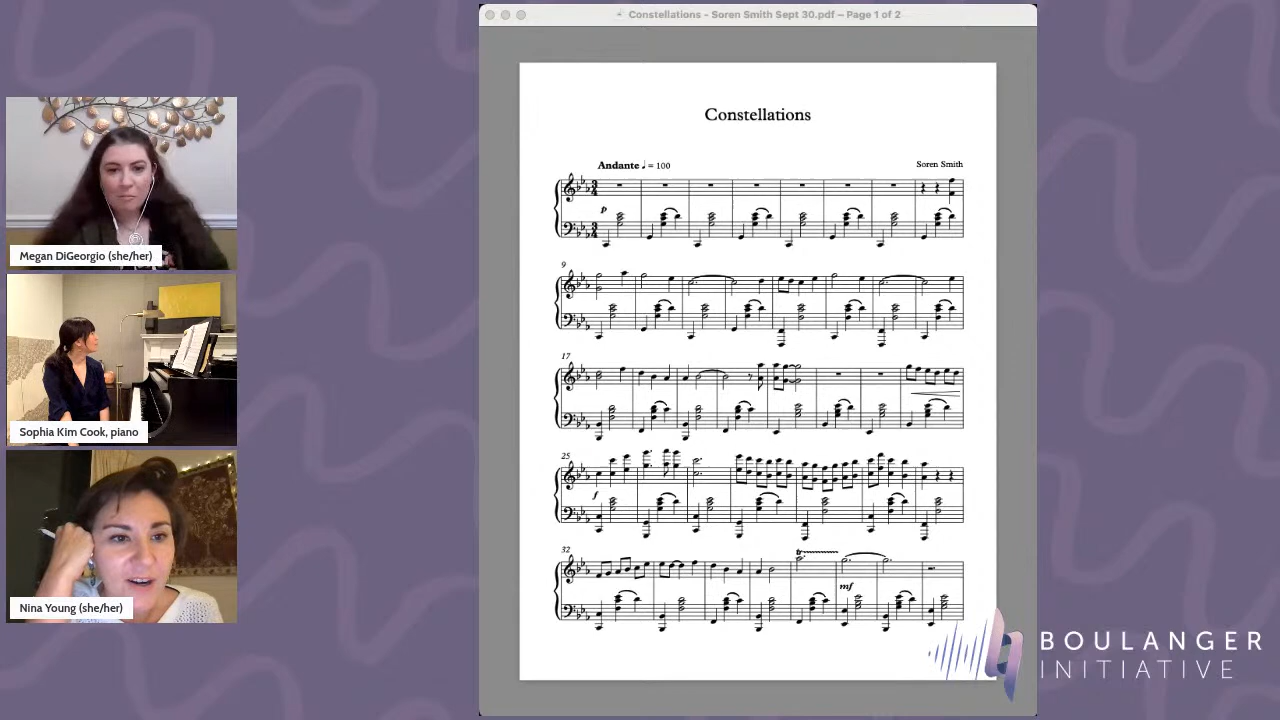 Constellations - Soren Smith Sept 30.pdf – Page 1 of 2
Constellations
Andante ♩ = 100
Soren Smith
p
9
17
25
f
32
tr
mf
Megan DiGeorgio (she/her)
Sophia Kim Cook, piano
Nina Young (she/her)
BOULANGER
INITIATIVE